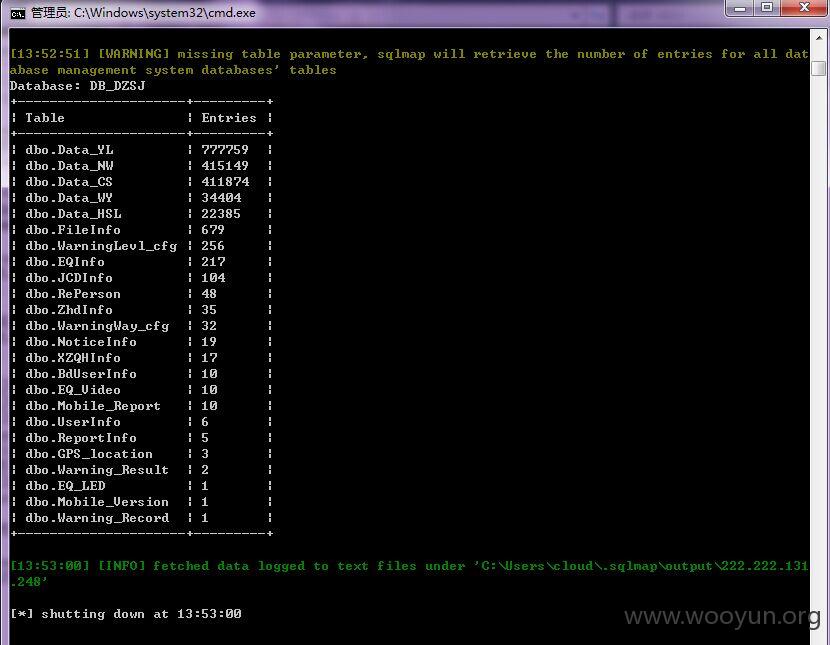 管理员: C:\Windows\system32\cmd.exe
[13:52:51] [WARNING] missing table parameter, sqlmap will retrieve the number of entries for all dat
abase management system databases' tables
Database: DB_DZSJ
+---------------------+---------+
| Table | Entries |
+---------------------+---------+
| dbo.Data_YL | 777759 |
| dbo.Data_NW | 415149 |
| dbo.Data_CS | 411874 |
| dbo.Data_WY | 34404 |
| dbo.Data_HSL | 22385 |
| dbo.FileInfo | 679 |
| dbo.WarningLevl_cfg | 256 |
| dbo.EQInfo | 217 |
| dbo.JCDInfo | 104 |
| dbo.RePerson | 48 |
| dbo.ZhdInfo | 35 |
| dbo.WarningWay_cfg | 32 |
| dbo.NoticeInfo | 19 |
| dbo.XZQHInfo | 17 |
| dbo.BdUserInfo | 10 |
| dbo.EQ_Video | 10 |
| dbo.Mobile_Report | 10 |
| dbo.UserInfo | 6 |
| dbo.ReportInfo | 5 |
| dbo.GPS_location | 3 |
| dbo.Warning_Result | 2 |
| dbo.EQ_LED | 1 |
| dbo.Mobile_Version | 1 |
| dbo.Warning_Record | 1 |
+---------------------+---------+
[13:53:00] [INFO] fetched data logged to text files under 'C:\Users\cloud\.sqlmap\output\222.222.131
.248'
[*] shutting down at 13:53:00
www.wooyun.org